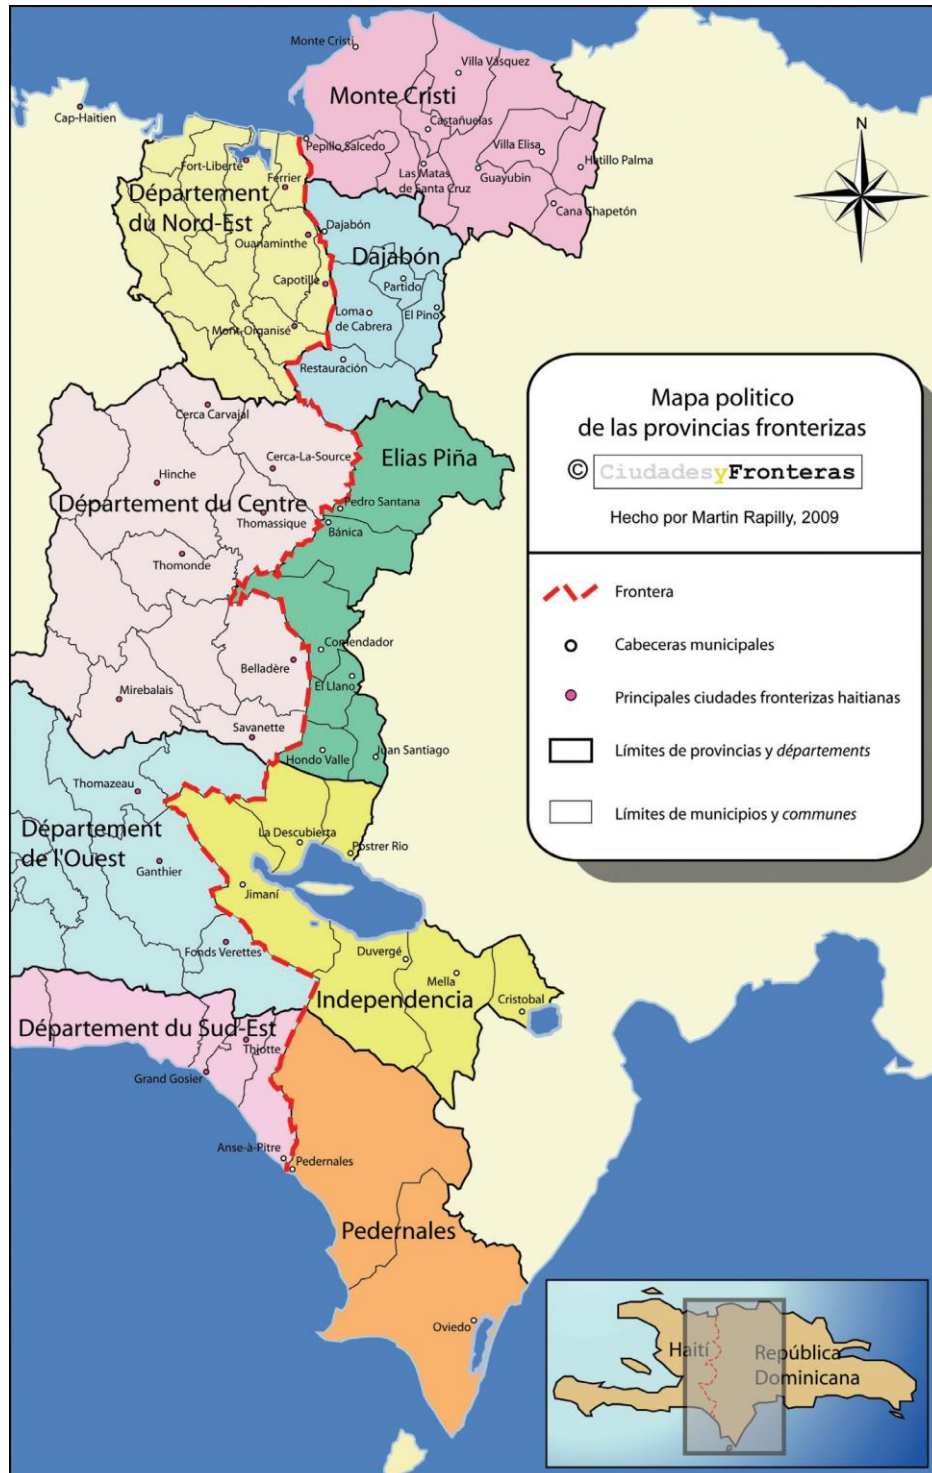 Monte Cristi
Villa Vásquez
Monte Cristi
Cap-Haitien
Castañuelas
Pepillo Salcedo
Villa Elisa
Hatillo Palma
Las Matas
de Santa Cruz
Guayubin
Cana Chapetón
N
Fort-Liberté
Ferrier
Département
du Nord-Est
Ouanaminthe
Capotille
Mont-Organisé
Dajabón
Dajabón
Partido
Loma
de Cabrera
El Pino
Restauración
Cerca Carvajal
Cerca-La-Source
Hinche
Département du Centre
Thomassique
Thomonde
Elias Piña
Pedro Santana
Bánica
Comendador
Belladère
El Llano
Mirebalais
Savanette
Hondo Valle
Juan Santiago
Thomazeau
Département
de l'Ouest
Ganthier
La Descubierta
Postrer Rio
Jimaní
Fonds Verettes
Duvergé
Mella
Independencia
Cristobal
Département du Sud-Est
Thiotte
Grand Gosier
Anse-à-Pitre
Pedernales
Pedernales
Oviedo
Mapa politico
de las provincias fronterizas
© CiudadesyFronteras
Hecho por Martin Rapilly, 2009
Frontera
Cabeceras municipales
Principales ciudades fronterizas haitianas
Límites de provincias y départements
Límites de municipios y communes
Haití
República
Dominicana